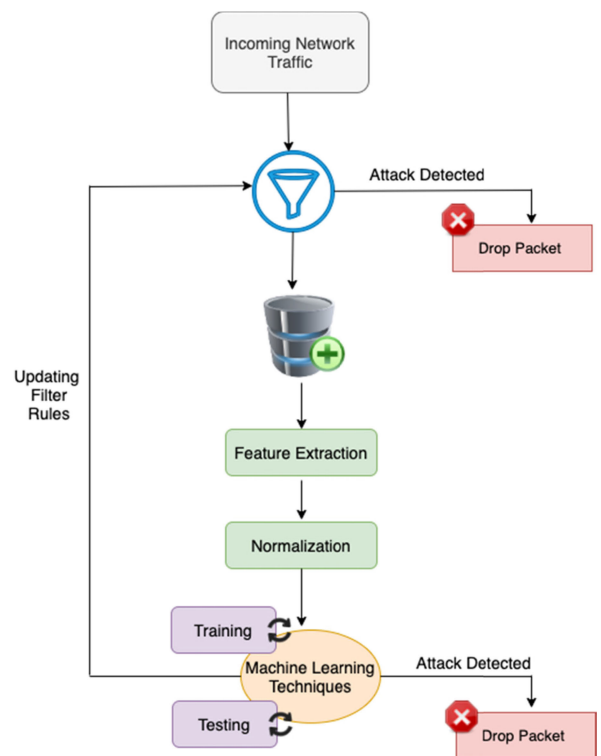 Incoming Network
Traffic
Attack Detected
Drop Packet
Updating
Filter
Rules
Feature Extraction
Normalization
Training
Machine Learning
Techniques
Attack Detected
Testing
Drop Packet